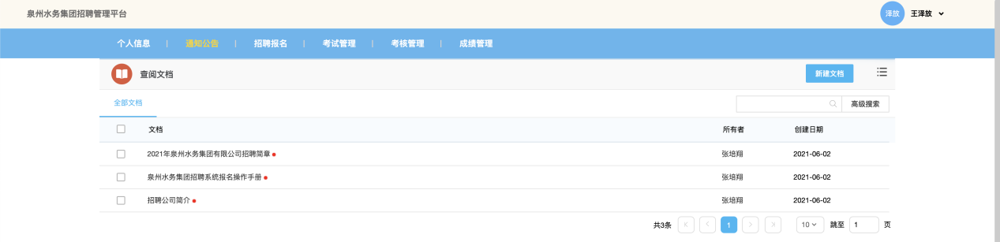 泉州水务集团招聘管理平台
泽放 王泽放
个人信息 | 通知公告 | 招聘报名 | 考试管理 | 考核管理 | 成绩管理
查阅文档 新建文档
全部文档 高级搜索
文档 所有者 创建日期
2021年泉州水务集团有限公司招聘简章 张培翔 2021-06-02
泉州水务集团招聘系统报名操作手册 张培翔 2021-06-02
招聘公司简介 张培翔 2021-06-02
共3条 1 10 跳至 1 页